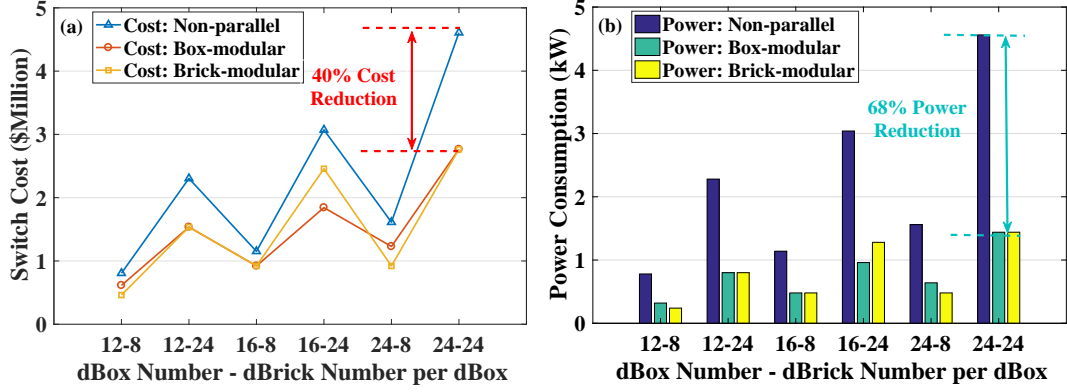 (a)
Cost: Non-parallel
Cost: Box-modular
Cost: Brick-modular
40% Cost
Reduction
Switch Cost ($Million)
5
4
3
2
1
0
12-8
12-24
16-8
16-24
24-8
24-24
dBox Number - dBrick Number per dBox
(b)
Power: Non-parallel
Power: Box-modular
Power: Brick-modular
68% Power
Reduction
Power Consumption (kW)
5
4
3
2
1
0
12-8
12-24
16-8
16-24
24-8
24-24
dBox Number - dBrick Number per dBox